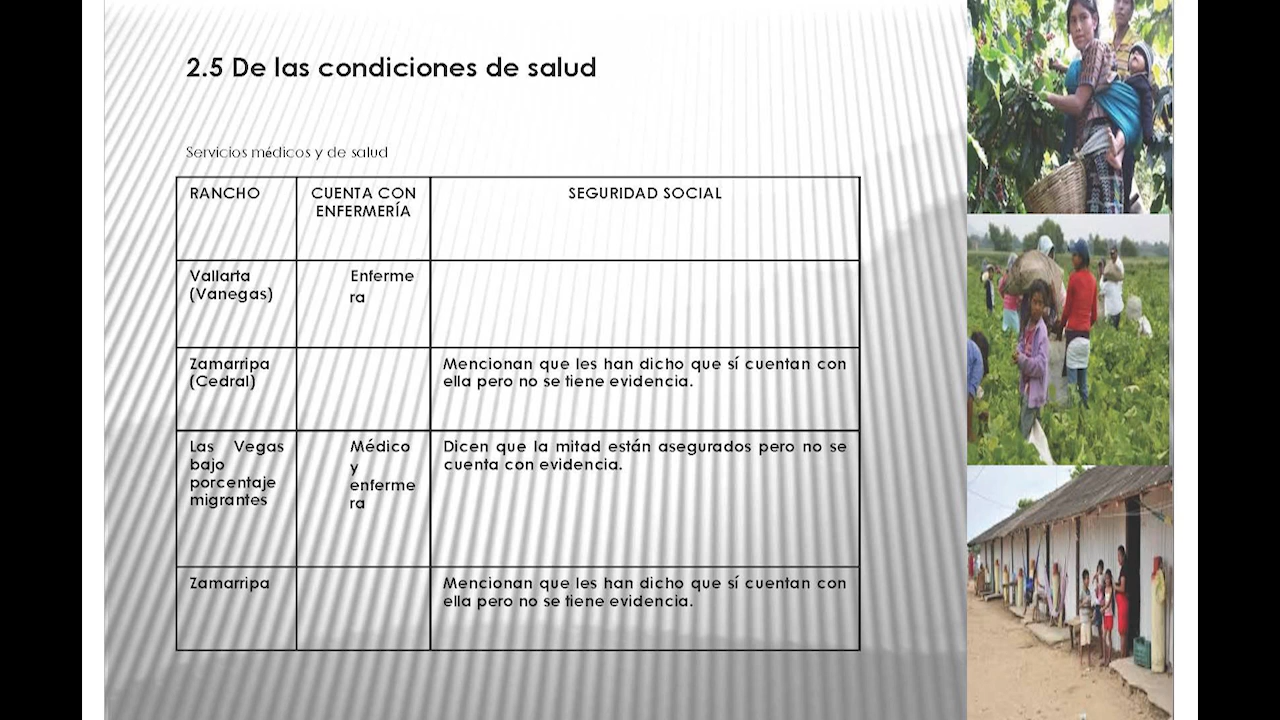 2.5 De las condiciones de salud
Servicios médicos y de salud
RANCHO
CUENTA CON
ENFERMERÍA
SEGURIDAD SOCIAL
Vallarta
(Vanegas)
Enferme
ra
Zamarripa
(Cedral)
Mencionan que les han dicho que sí cuentan con
ella pero no se tiene evidencia.
Las Vegas
bajo
porcentaje
migrantes
Médico
y
enferme
ra
Dicen que la mitad están asegurados pero no se
cuenta con evidencia.
Zamarripa
Mencionan que les han dicho que sí cuentan con
ella pero no se tiene evidencia.